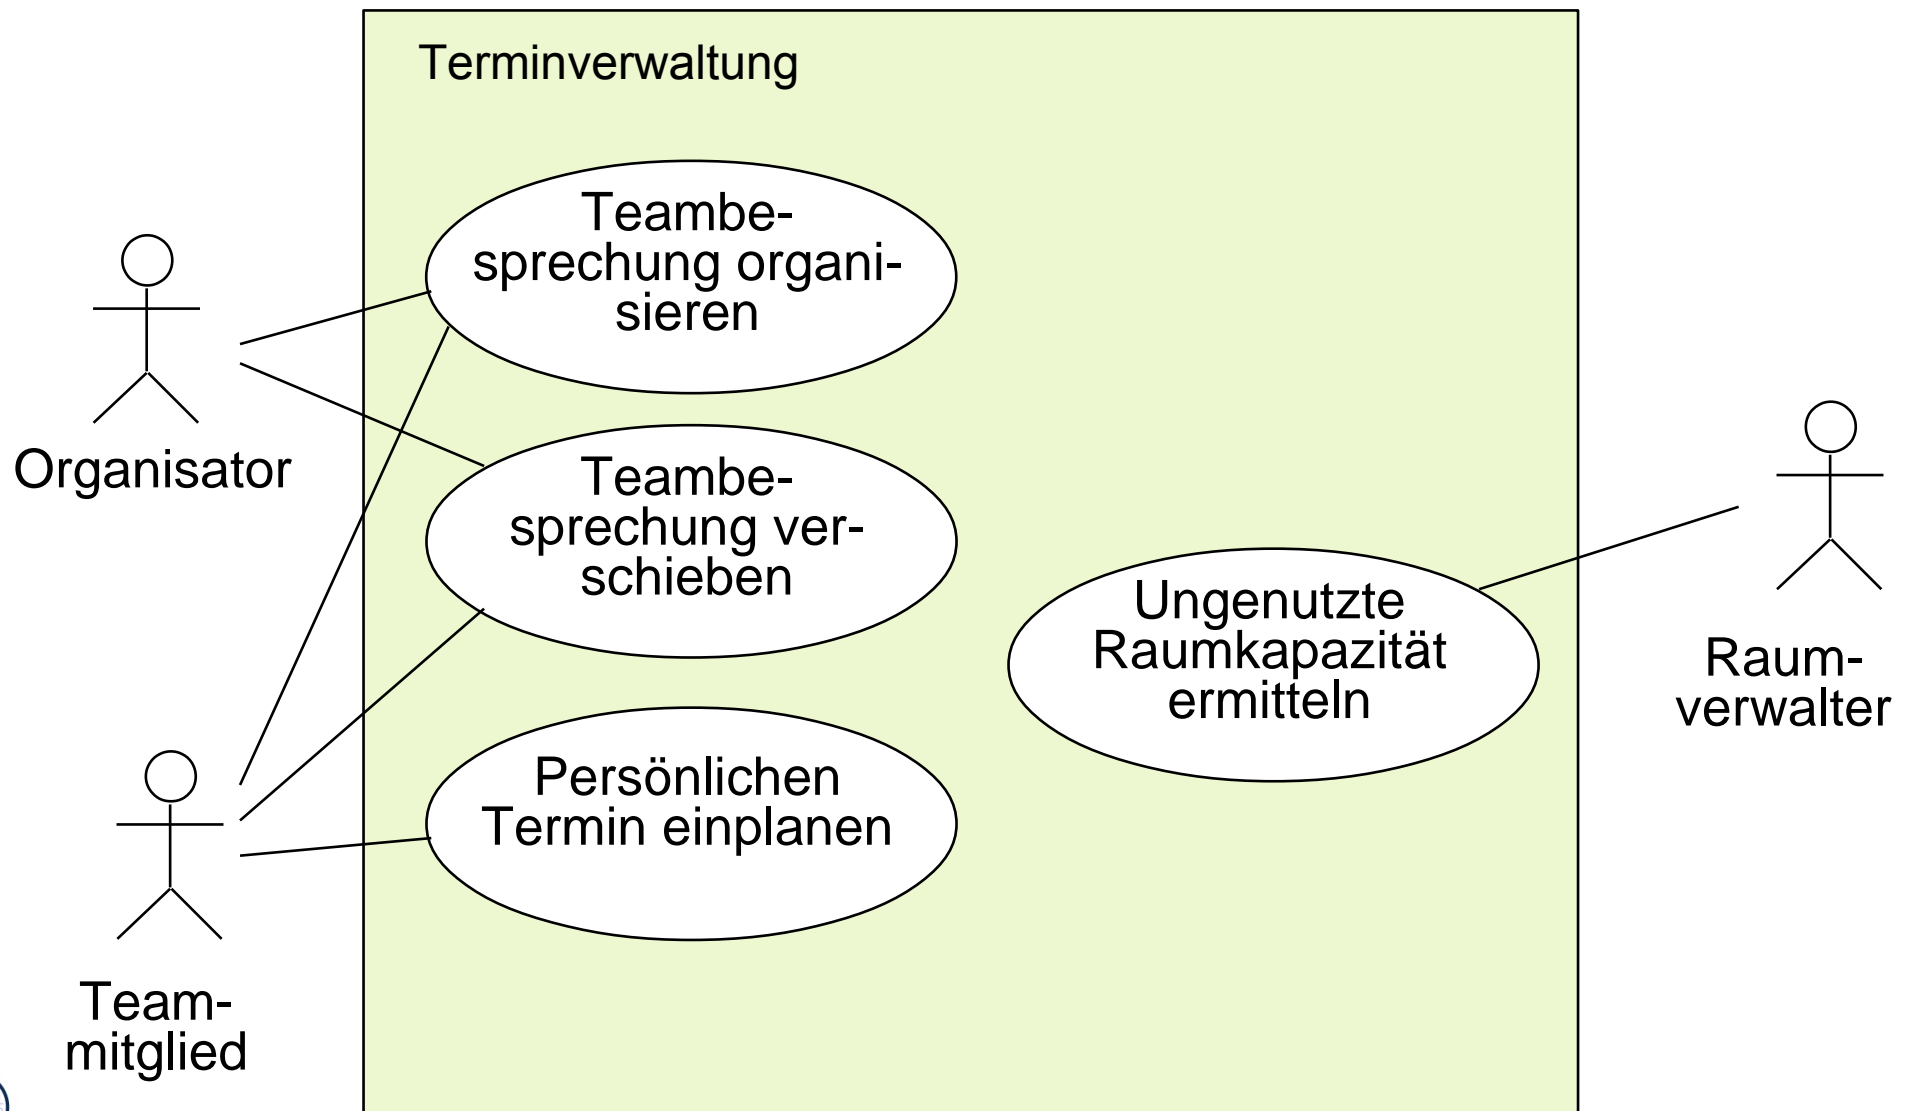 Terminverwaltung
Teambe-
sprechung organi-
sieren
Organisator
Teambe-
sprechung ver-
schieben
Ungenutzte
Raumkapazität
ermitteln
Raum-
verwalter
Persönlichen
Termin einplanen
Team-
mitglied